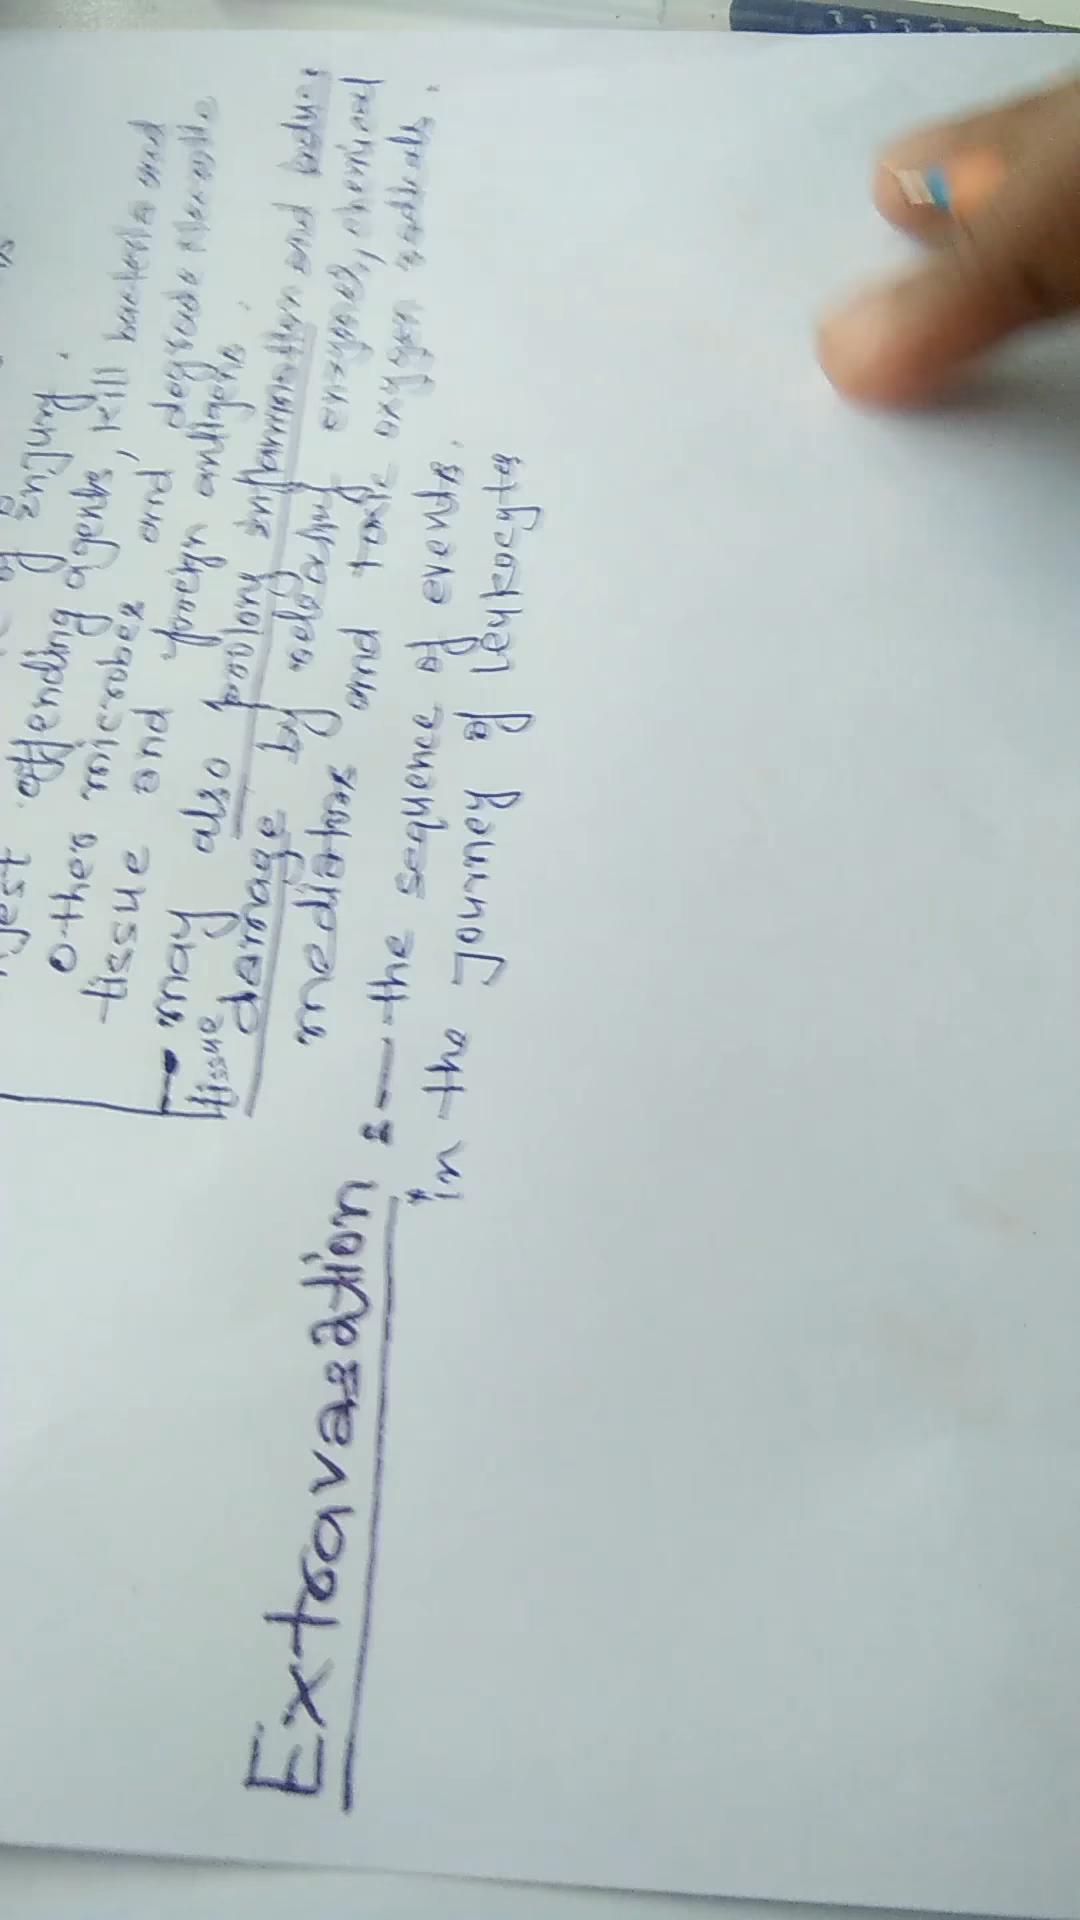 of Injury.
offending agents, kill bacteria and
other microbes and degrade necrotic
tissue and foreign antigens.
may also prolong inflammation and induce
tissue damage by releasing enzymes, chemical
mediators and toxic oxygen radicals.
Extravasation :— the sequence of events
in the journey of leukocytes